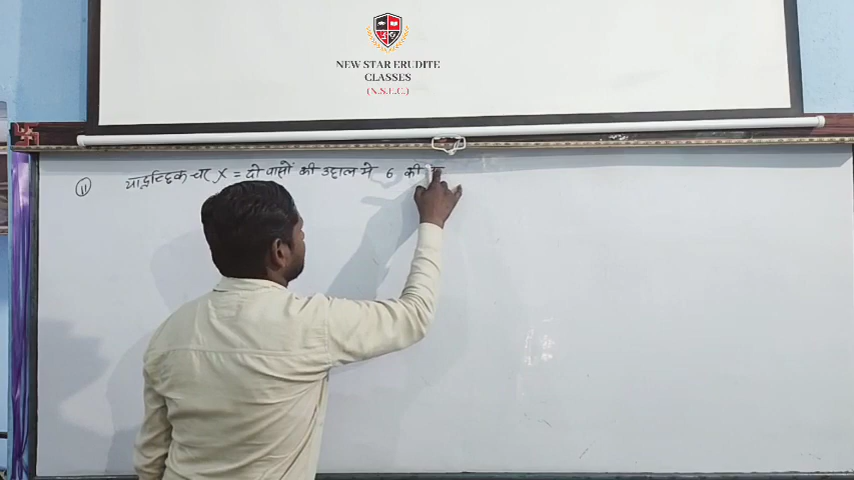 NEW STAR ERUDITE
CLASSES
(N.S.E.C.)
11 यादृच्छिक चर X = दो पासों की उछाल मे 6 की